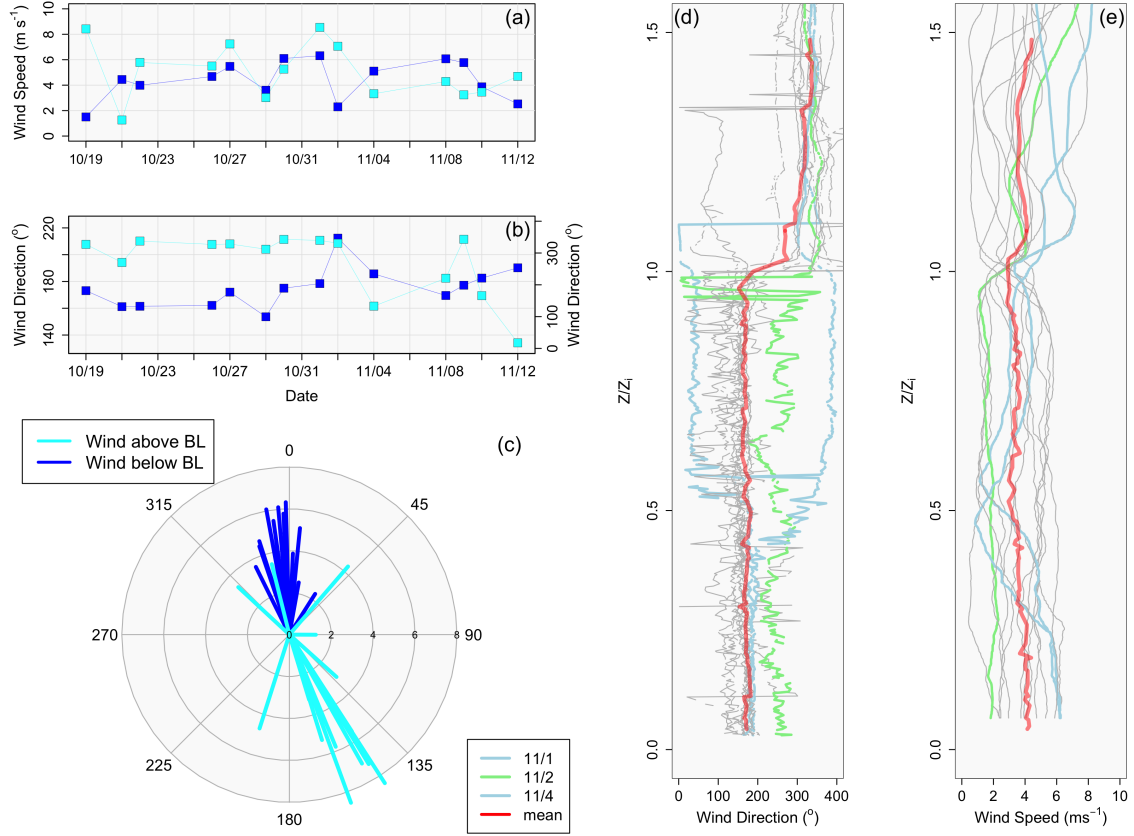 (a)
Wind Speed (m s⁻¹)
10
8
6
4
2
0
10/19 10/23 10/27 10/31 11/04 11/08 11/12
(b)
Wind Direction (°)
220
180
140
Wind Direction (°)
300
100
0
10/19 10/23 10/27 10/31 11/04 11/08 11/12
Date
Wind above BL
Wind below BL
(c)
0
45
90
135
180
225
270
315
0 2 4 6 8
11/1
11/2
11/4
mean
(d)
Z/Zᵢ
1.5
1.0
0.5
0.0
0 100 200 300 400
Wind Direction (°)
(e)
Z/Zᵢ
1.5
1.0
0.5
0.0
0 2 4 6 8 10
Wind Speed (ms⁻¹)